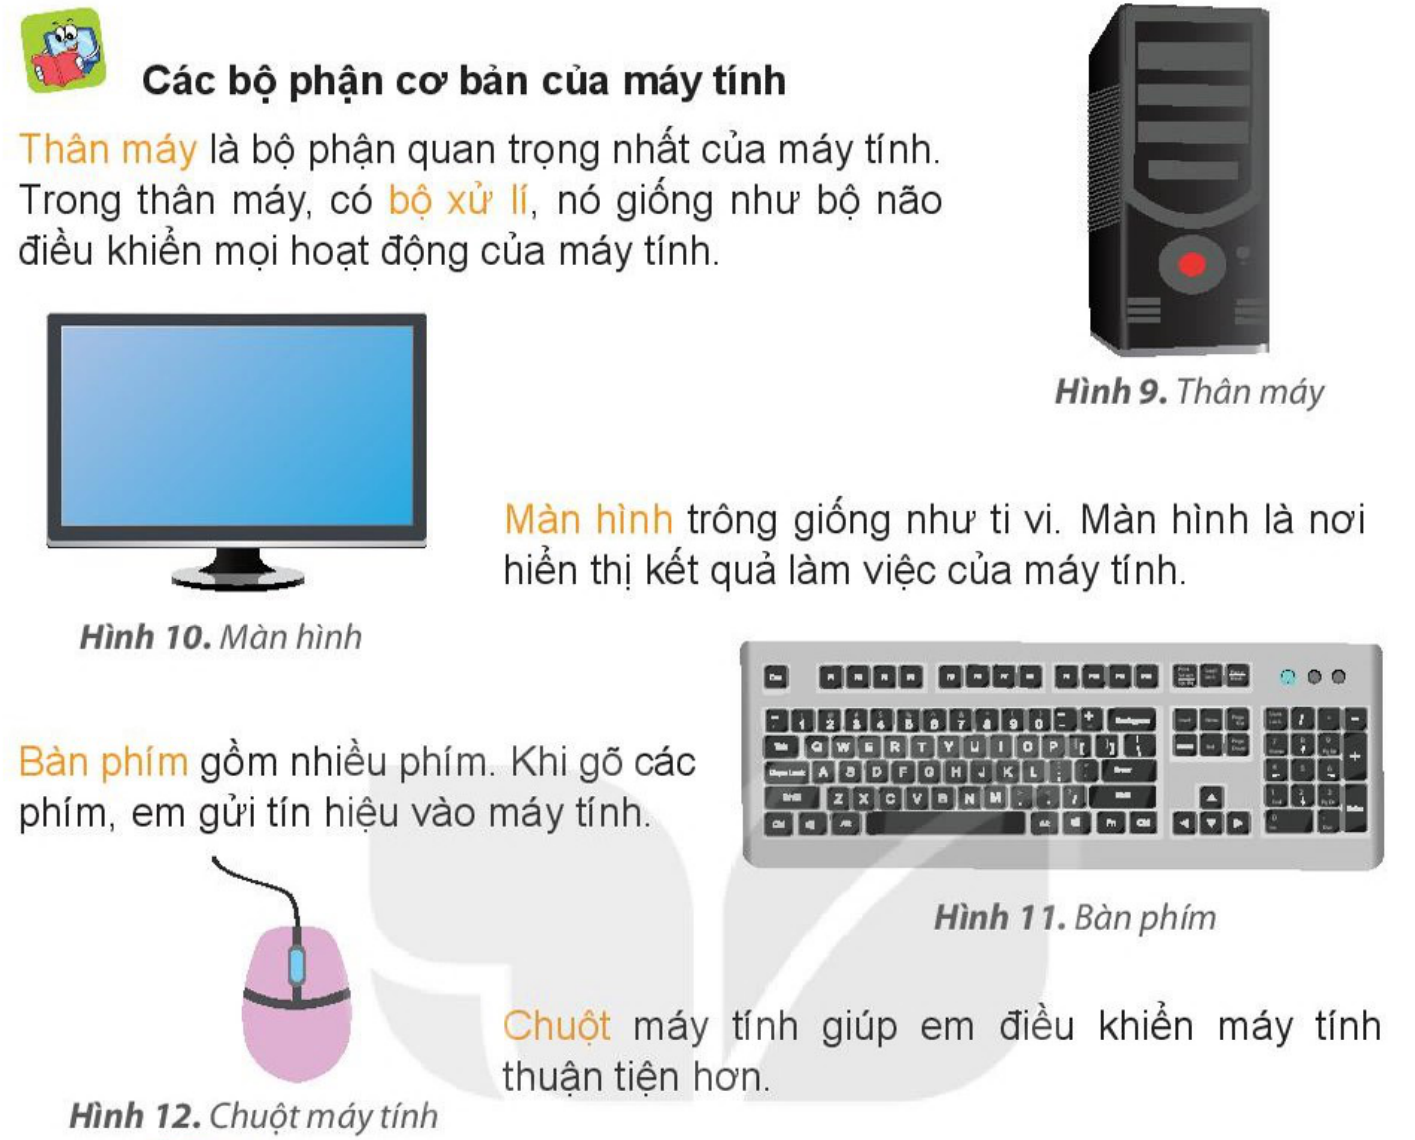 Các bộ phận cơ bản của máy tính
Thân máy là bộ phận quan trọng nhất của máy tính.
Trong thân máy, có bộ xử lí, nó giống như bộ não
điều khiển mọi hoạt động của máy tính.
Hình 9. Thân máy
Màn hình trông giống như ti vi. Màn hình là nơi
hiển thị kết quả làm việc của máy tính.
Hình 10. Màn hình
Bàn phím gồm nhiều phím. Khi gõ các
phím, em gửi tín hiệu vào máy tính.
Hình 11. Bàn phím
Chuột máy tính giúp em điều khiển máy tính
thuận tiện hơn.
Hình 12. Chuột máy tính